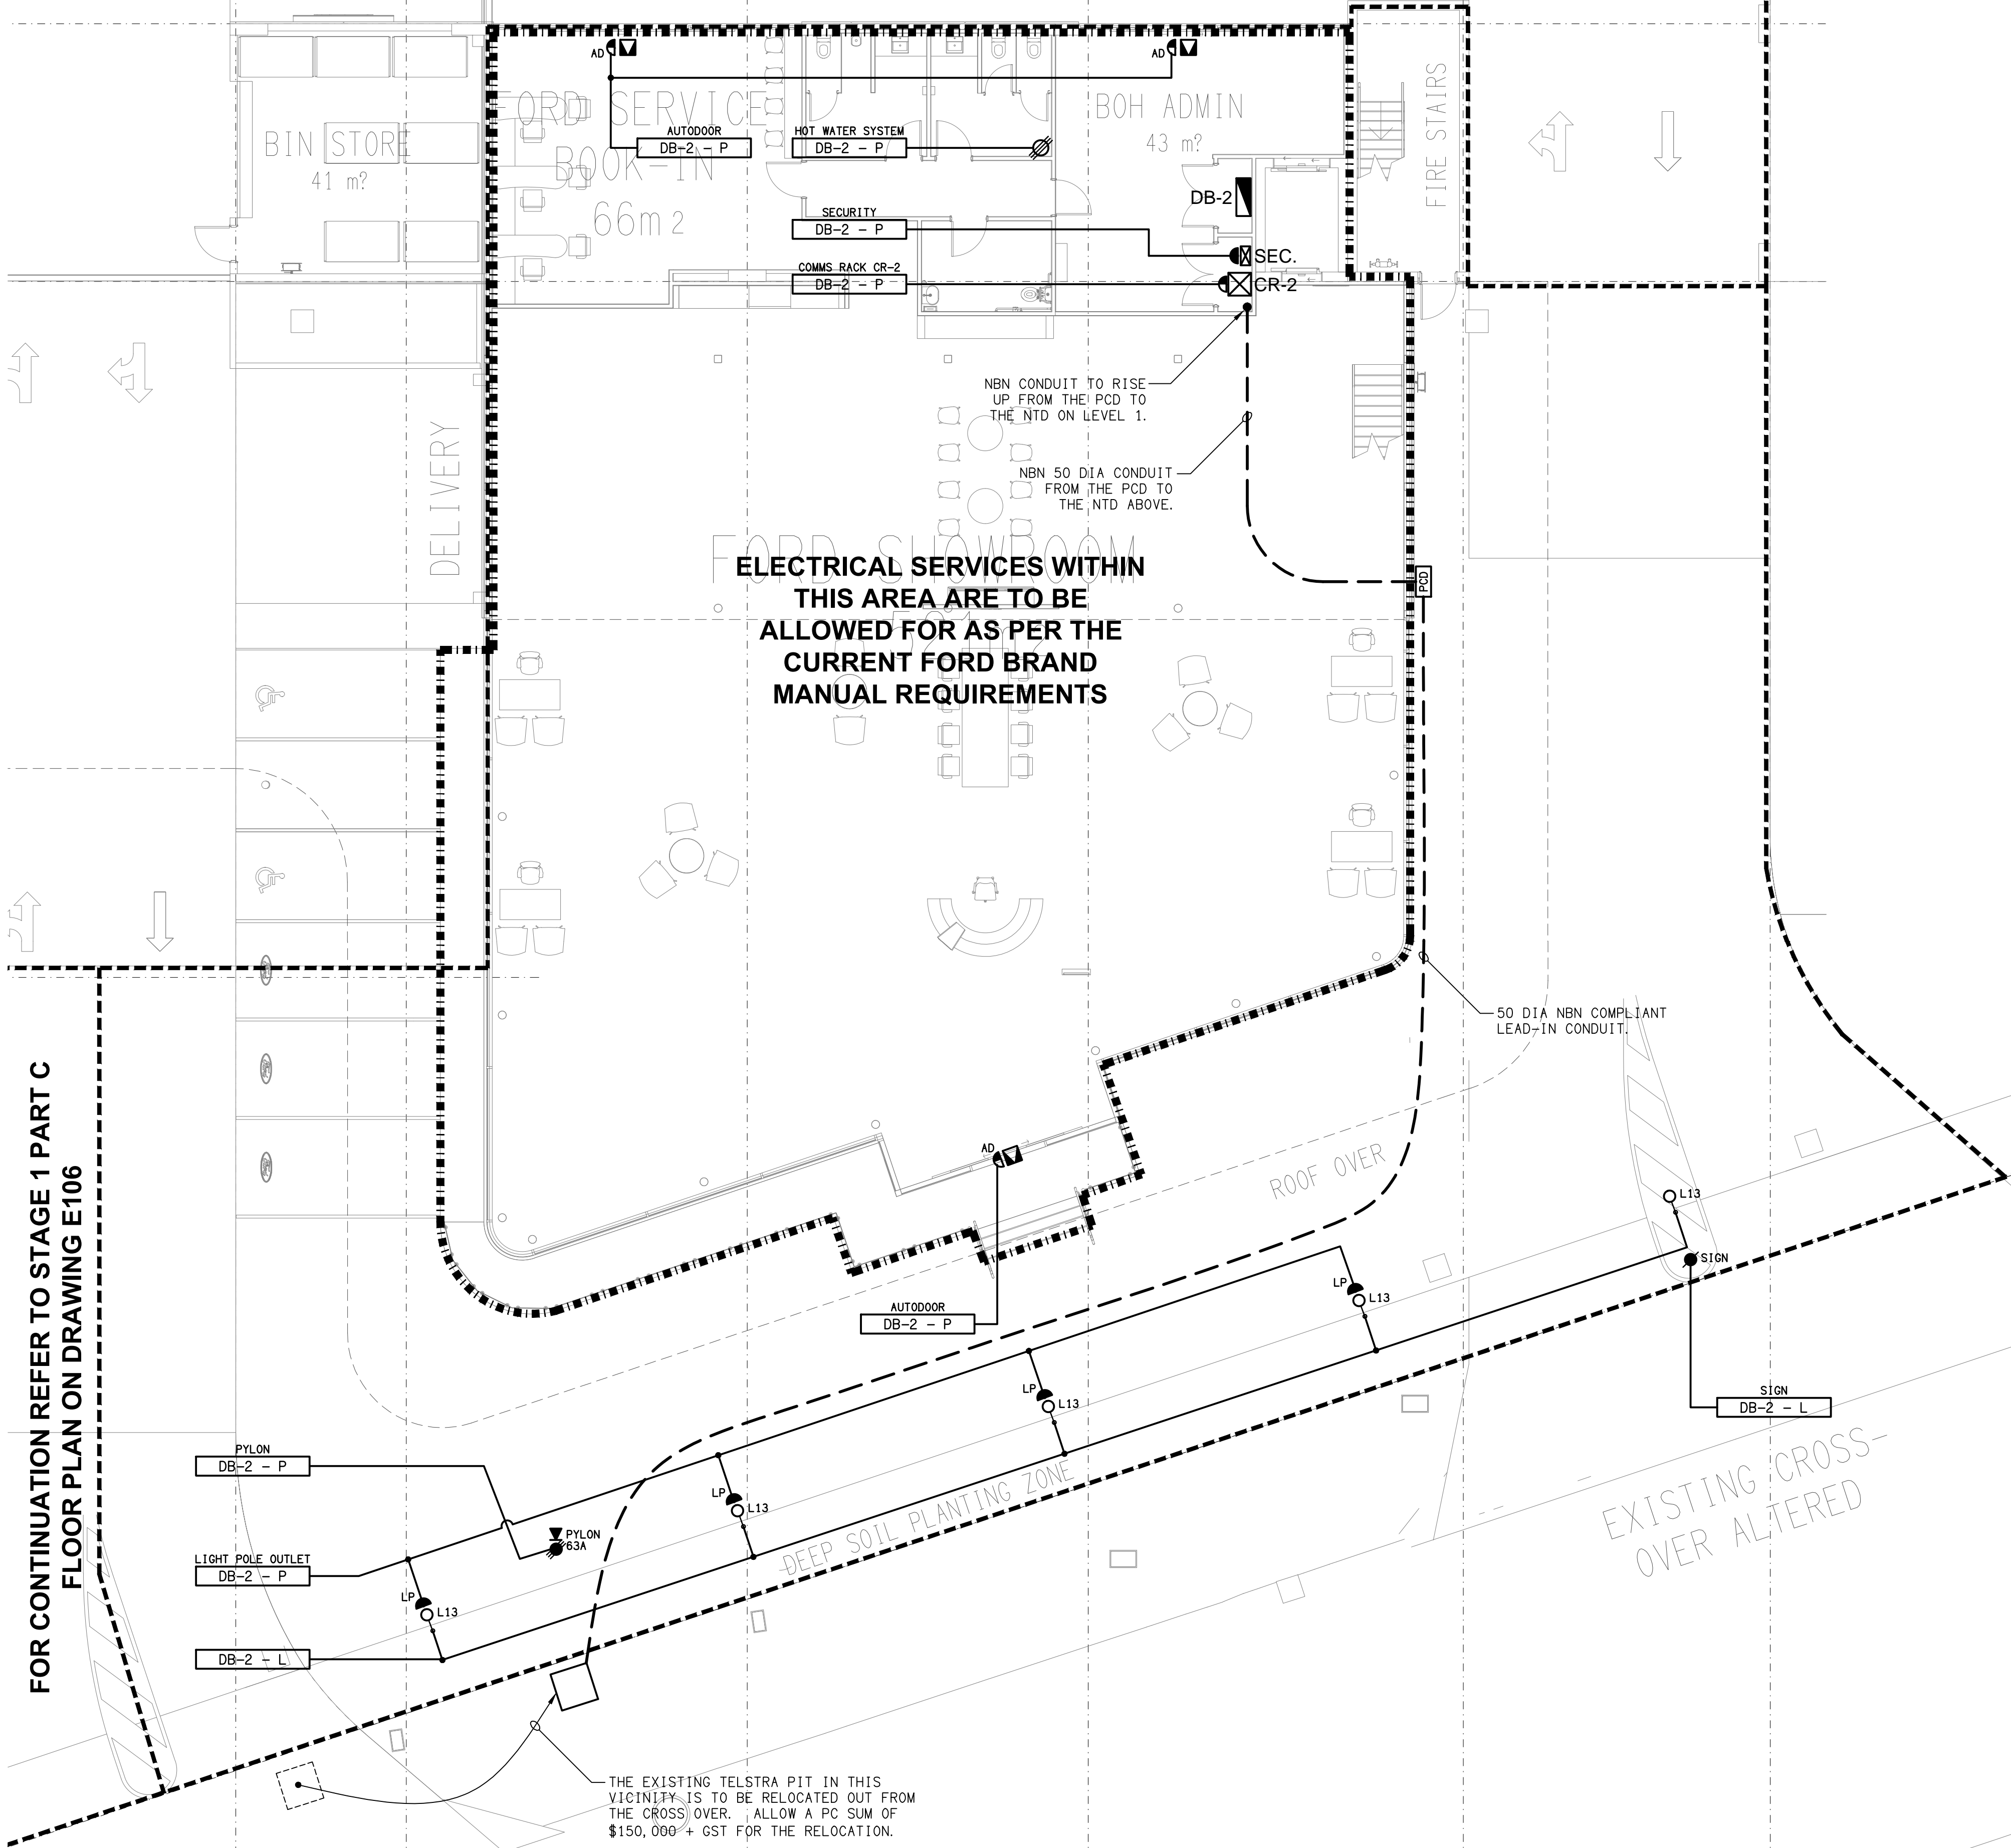 AD
AD
FORD SERVICE
BOOK-IN
66m2
BIN STORE
41 m?
BOH ADMIN
43 m?
FIRE STAIRS
AUTODOOR
DB-2 - P
HOT WATER SYSTEM
DB-2 - P
DB-2
SECURITY
DB-2 - P
SEC.
COMMS RACK CR-2
DB-2 - P
CR-2
NBN CONDUIT TO RISE
UP FROM THE PCD TO
THE NTD ON LEVEL 1.
NBN 50 DIA CONDUIT
FROM THE PCD TO
THE NTD ABOVE.
DELIVERY
FORD SHOWROOM
ELECTRICAL SERVICES WITHIN
THIS AREA ARE TO BE
ALLOWED FOR AS PER THE
CURRENT FORD BRAND
MANUAL REQUIREMENTS
PCD
50 DIA NBN COMPLIANT
LEAD-IN CONDUIT.
FOR CONTINUATION REFER TO STAGE 1 PART C
FLOOR PLAN ON DRAWING E106
AD
ROOF OVER
L13
SIGN
LP
L13
AUTODOOR
DB-2 - P
LP
L13
SIGN
DB-2 - L
EXISTING CROSS-
OVER ALTERED
PYLON
DB-2 - P
LP
L13
DEEP SOIL PLANTING ZONE
PYLON
63A
LIGHT POLE OUTLET
DB-2 - P
LP
L13
DB-2 - L
THE EXISTING TELSTRA PIT IN THIS
VICINITY IS TO BE RELOCATED OUT FROM
THE CROSS OVER. ALLOW A PC SUM OF
$150,000 + GST FOR THE RELOCATION.